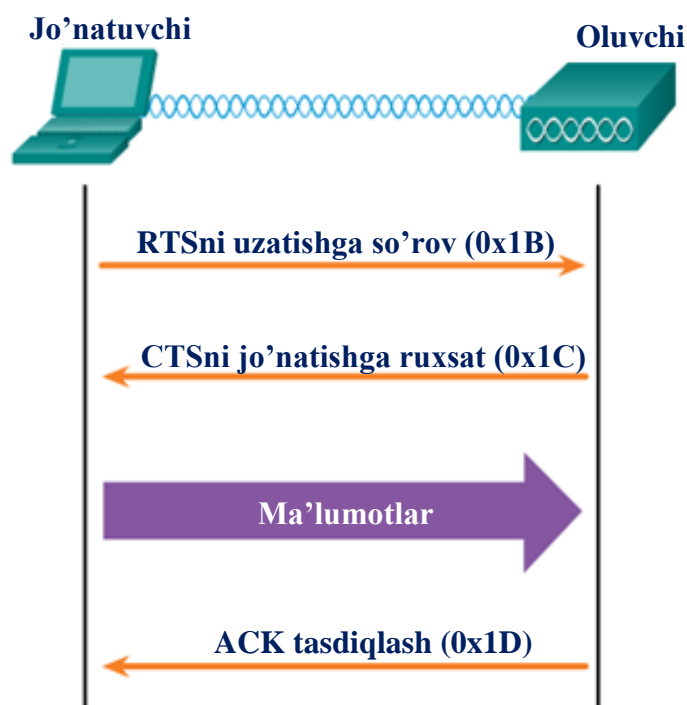 Jo’natuvchi
Oluvchi
RTSni uzatishga so’rov (0x1B)
CTSni jo’natishga ruxsat (0x1C)
Ma’lumotlar
ACK tasdiqlash (0x1D)